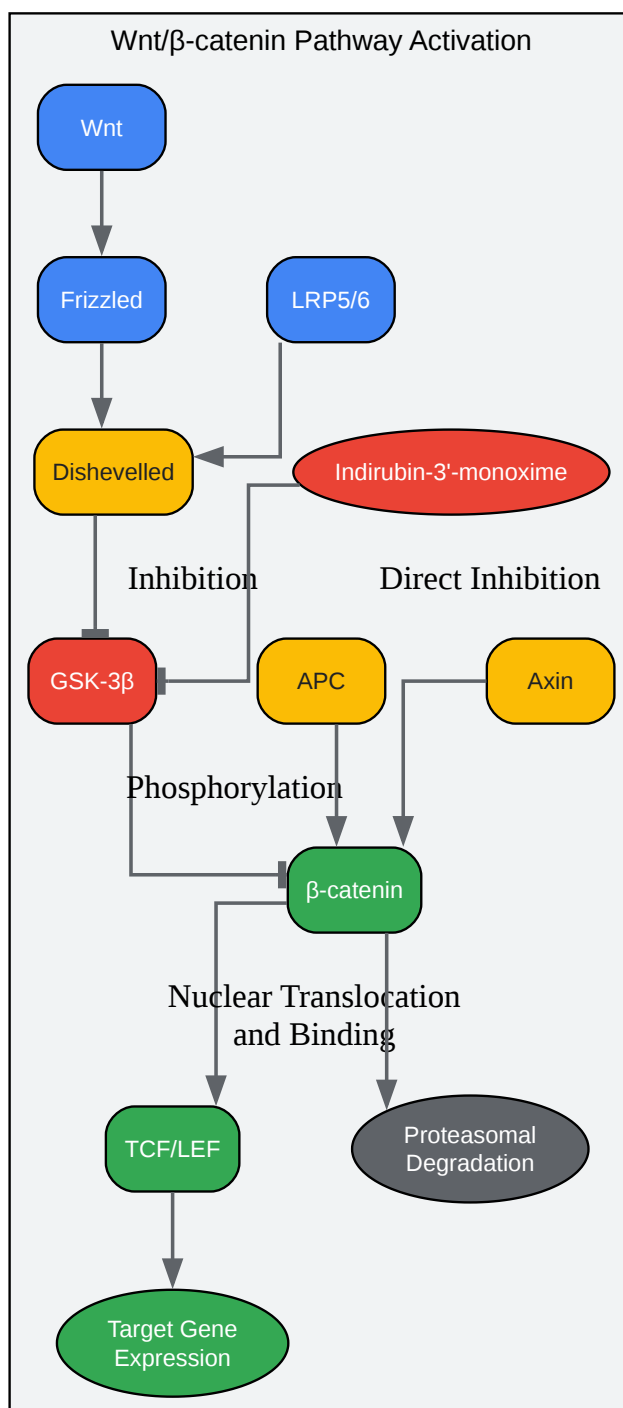 Wnt/β-catenin Pathway Activation
Wnt
Frizzled
LRP5/6
Dishevelled
Indirubin-3'-monoxime
Inhibition
Direct Inhibition
GSK-3β
APC
Axin
Phosphorylation
β-catenin
Nuclear Translocation
and Binding
TCF/LEF
Proteasomal
Degradation
Target Gene
Expression